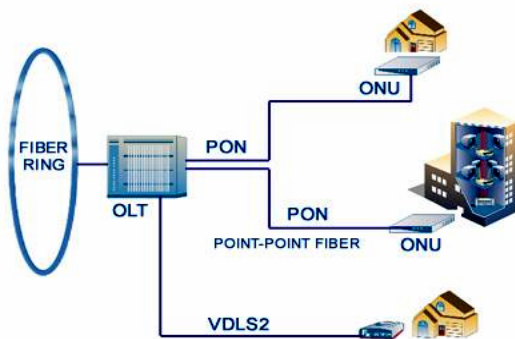 ONU
FIBER
RING
PON
OLT
PON
POINT-POINT FIBER
ONU
VDLS2